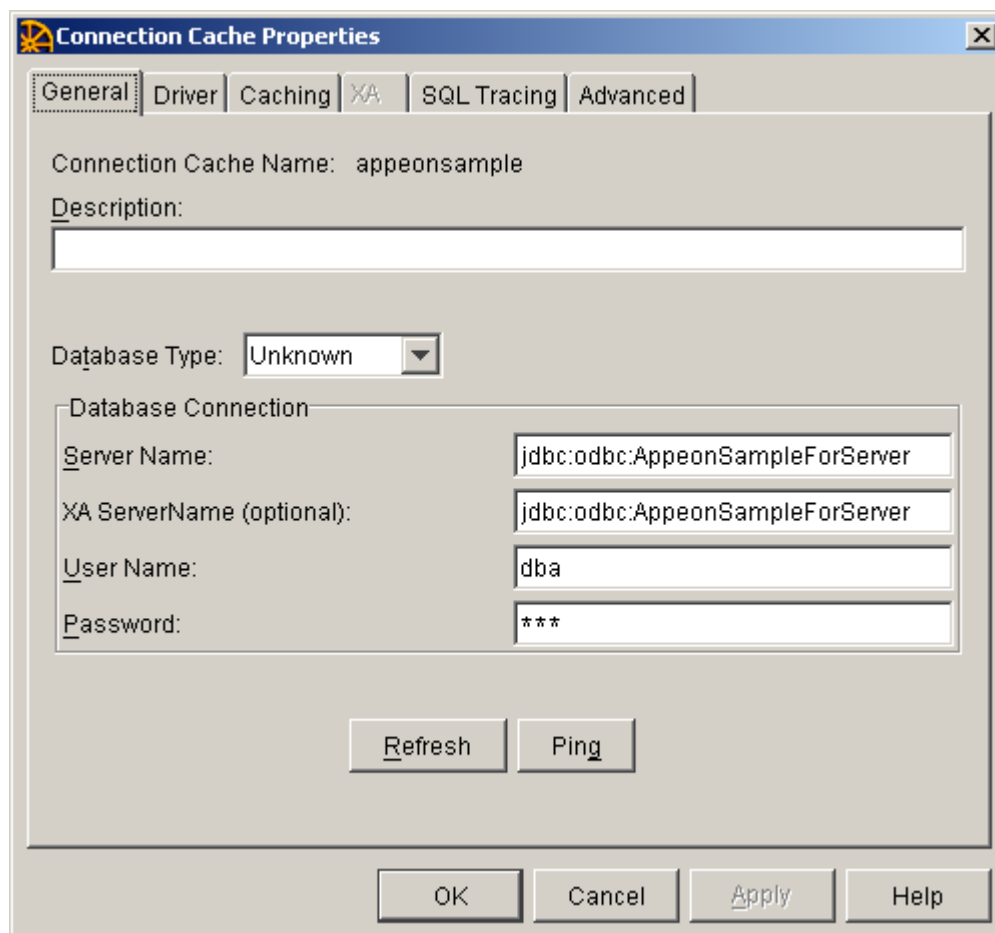 Connection Cache Properties
General Driver Caching XA SQL Tracing Advanced
Connection Cache Name: appeonsample
Description:
Database Type: Unknown
Database Connection
Server Name: jdbc:odbc:AppeonSampleForServer
XA ServerName (optional): jdbc:odbc:AppeonSampleForServer
User Name: dba
Password: ***
Refresh Ping
OK Cancel Apply Help